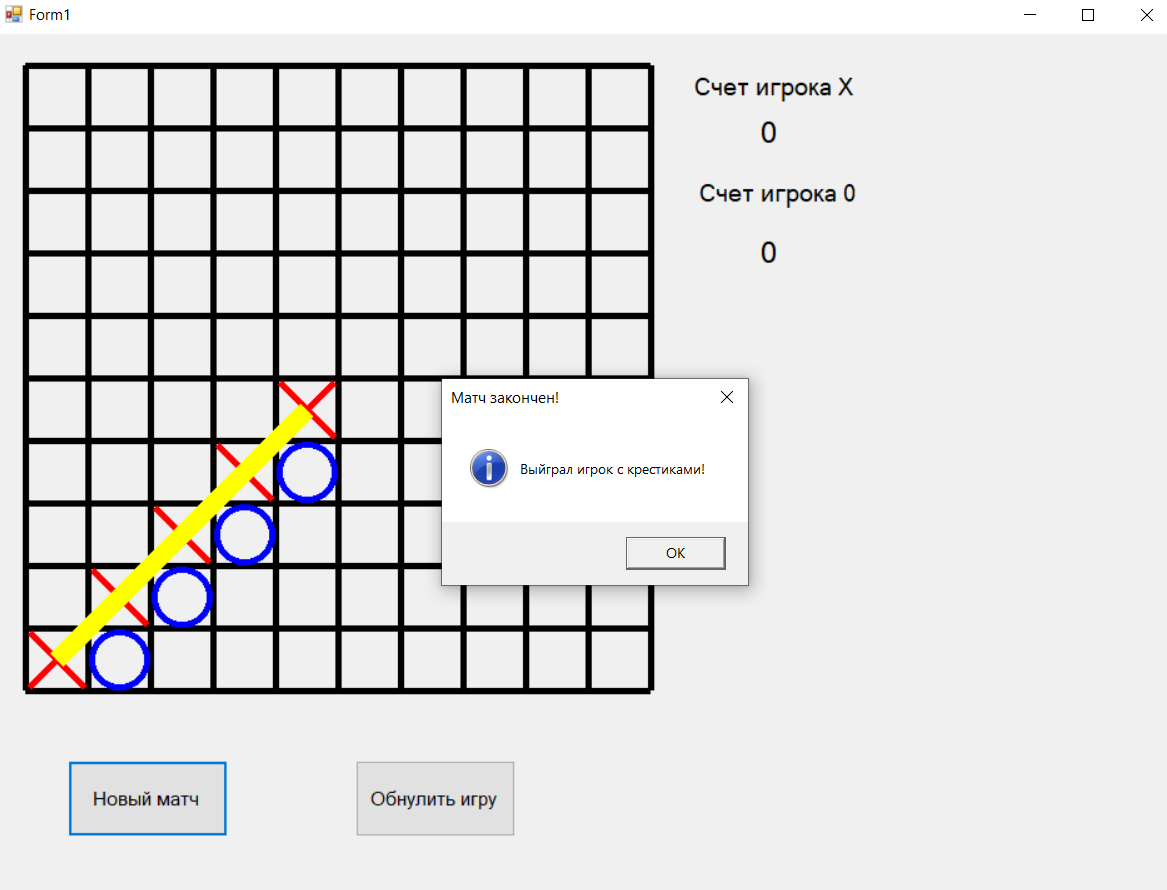 Form1
Счет игрока X
0
Счет игрока 0
0
Матч закончен!
Выйграл игрок с крестиками!
OK
Новый матч
Обнулить игру